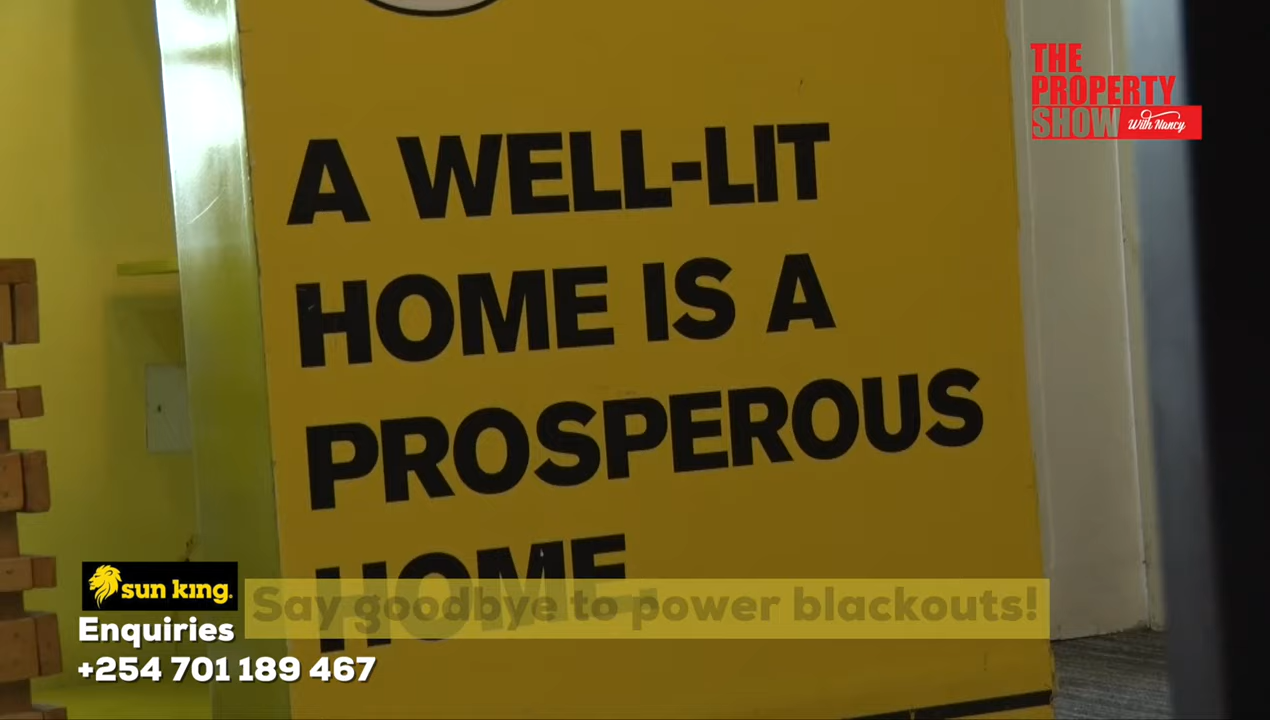 THE
PROPERTY
SHOW With Nancy
A WELL-LIT
HOME IS A
PROSPEROUS
HOME
sun king.
Say goodbye to power blackouts!
Enquiries
+254 701 189 467